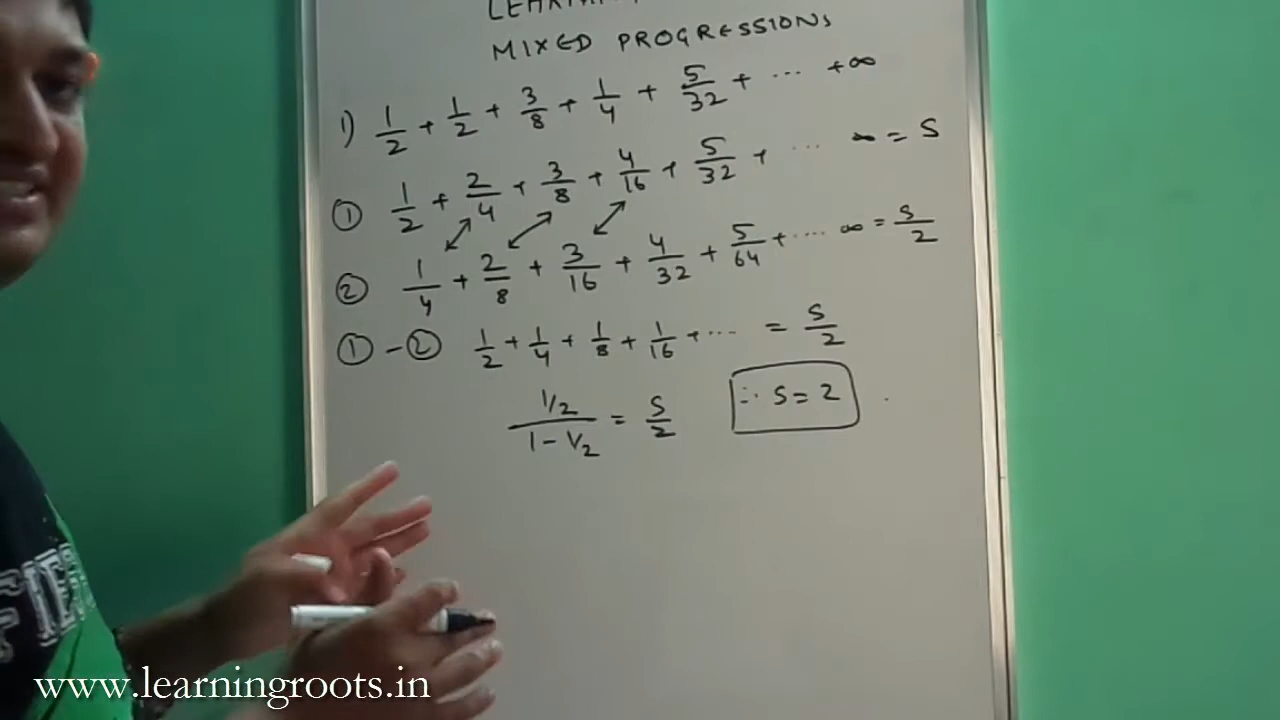 MIXED PROGRESSIONS
1) 1/2 + 1/2 + 3/8 + 1/4 + 5/32 + ... + ∞
① 1/2 + 2/4 + 3/8 + 4/16 + 5/32 + ... ∞ = S
② 1/4 + 2/8 + 3/16 + 4/32 + 5/64 + .... ∞ = S/2
① - ② 1/2 + 1/4 + 1/8 + 1/16 + ... = S/2
1/2 / 1 - 1/2 = S/2 ∴ S = 2
www.learningroots.in